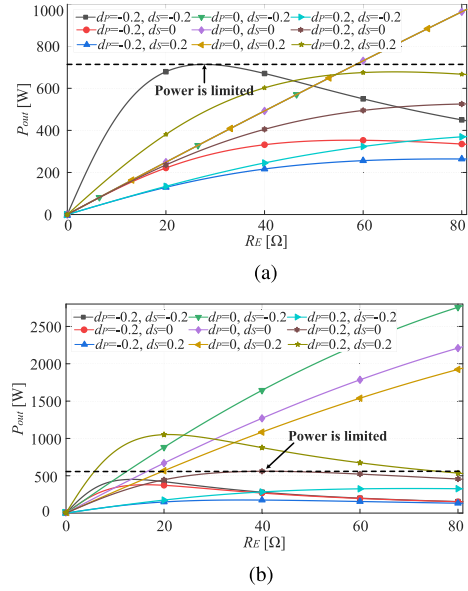 1000
800
600
400
200
0
P_out [W]
dP=-0.2, dS=-0.2 dP=0, dS=-0.2 dP=0.2, dS=-0.2
dP=-0.2, dS=0 dP=0, dS=0 dP=0.2, dS=0
dP=-0.2, dS=0.2 dP=0, dS=0.2 dP=0.2, dS=0.2
Power is limited
0 20 40 60 80
RE [Ω]
(a)
2500
2000
1500
1000
500
0
P_out [W]
dP=-0.2, dS=-0.2 dP=0, dS=-0.2 dP=0.2, dS=-0.2
dP=-0.2, dS=0 dP=0, dS=0 dP=0.2, dS=0
dP=-0.2, dS=0.2 dP=0, dS=0.2 dP=0.2, dS=0.2
Power is limited
0 20 40 60 80
RE [Ω]
(b)